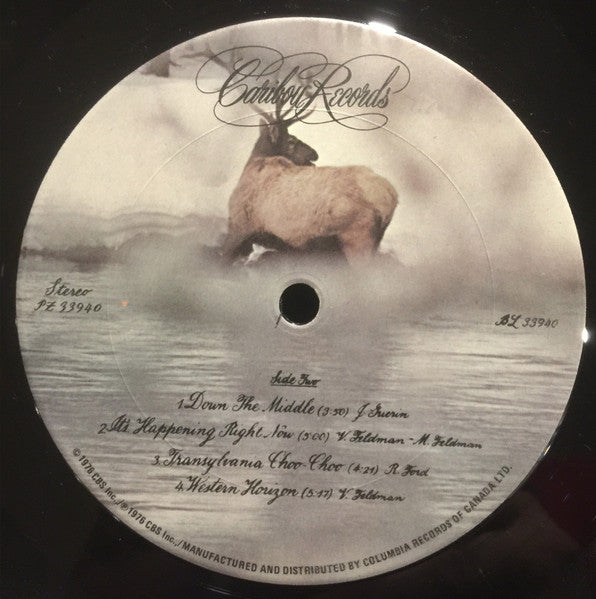 Caribou Records
Stereo
PZ 33940
BL 33940
Side Two
1. Down The Middle (3:50) J. Guerin
2. It's Happening Right Now (5:00) V. Feldman - M. Feldman
3. Transylvania Choo-Choo (4:21) R. Ford
4. Western Horizon (5:17) V. Feldman
© 1976 CBS Inc./℗ 1976 CBS Inc./MANUFACTURED AND DISTRIBUTED BY COLUMBIA RECORDS OF CANADA LTD.